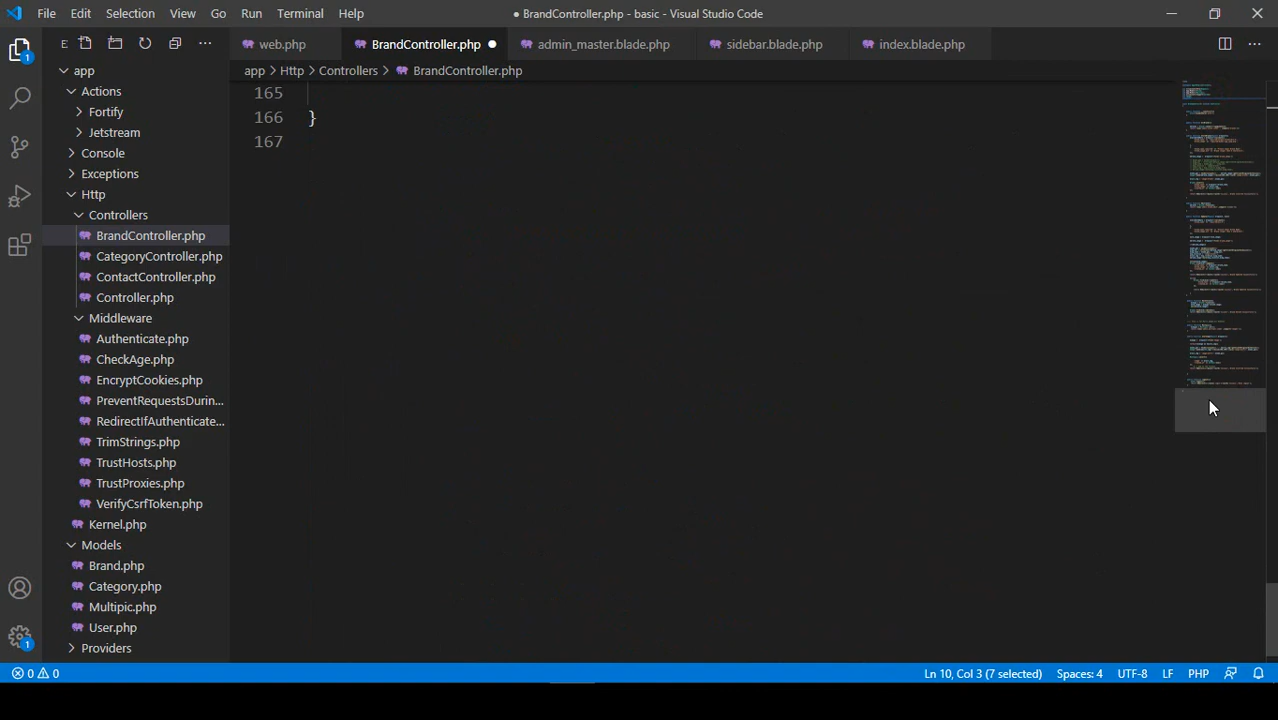 File Edit Selection View Go Run Terminal Help
● BrandController.php - basic - Visual Studio Code
1
E
web.php
BrandController.php ●
admin_master.blade.php
sidebar.blade.php
index.blade.php
app > Http > Controllers > BrandController.php
app
Actions
Fortify
Jetstream
Console
Exceptions
Http
Controllers
BrandController.php
CategoryController.php
ContactController.php
Controller.php
Middleware
Authenticate.php
CheckAge.php
EncryptCookies.php
PreventRequestsDurin...
RedirectIfAuthenticate...
TrimStrings.php
TrustHosts.php
TrustProxies.php
VerifyCsrfToken.php
Kernel.php
Models
Brand.php
Category.php
Multipic.php
User.php
Providers
165
166 }
167
1
0 0
Ln 10, Col 3 (7 selected) Spaces: 4 UTF-8 LF PHP